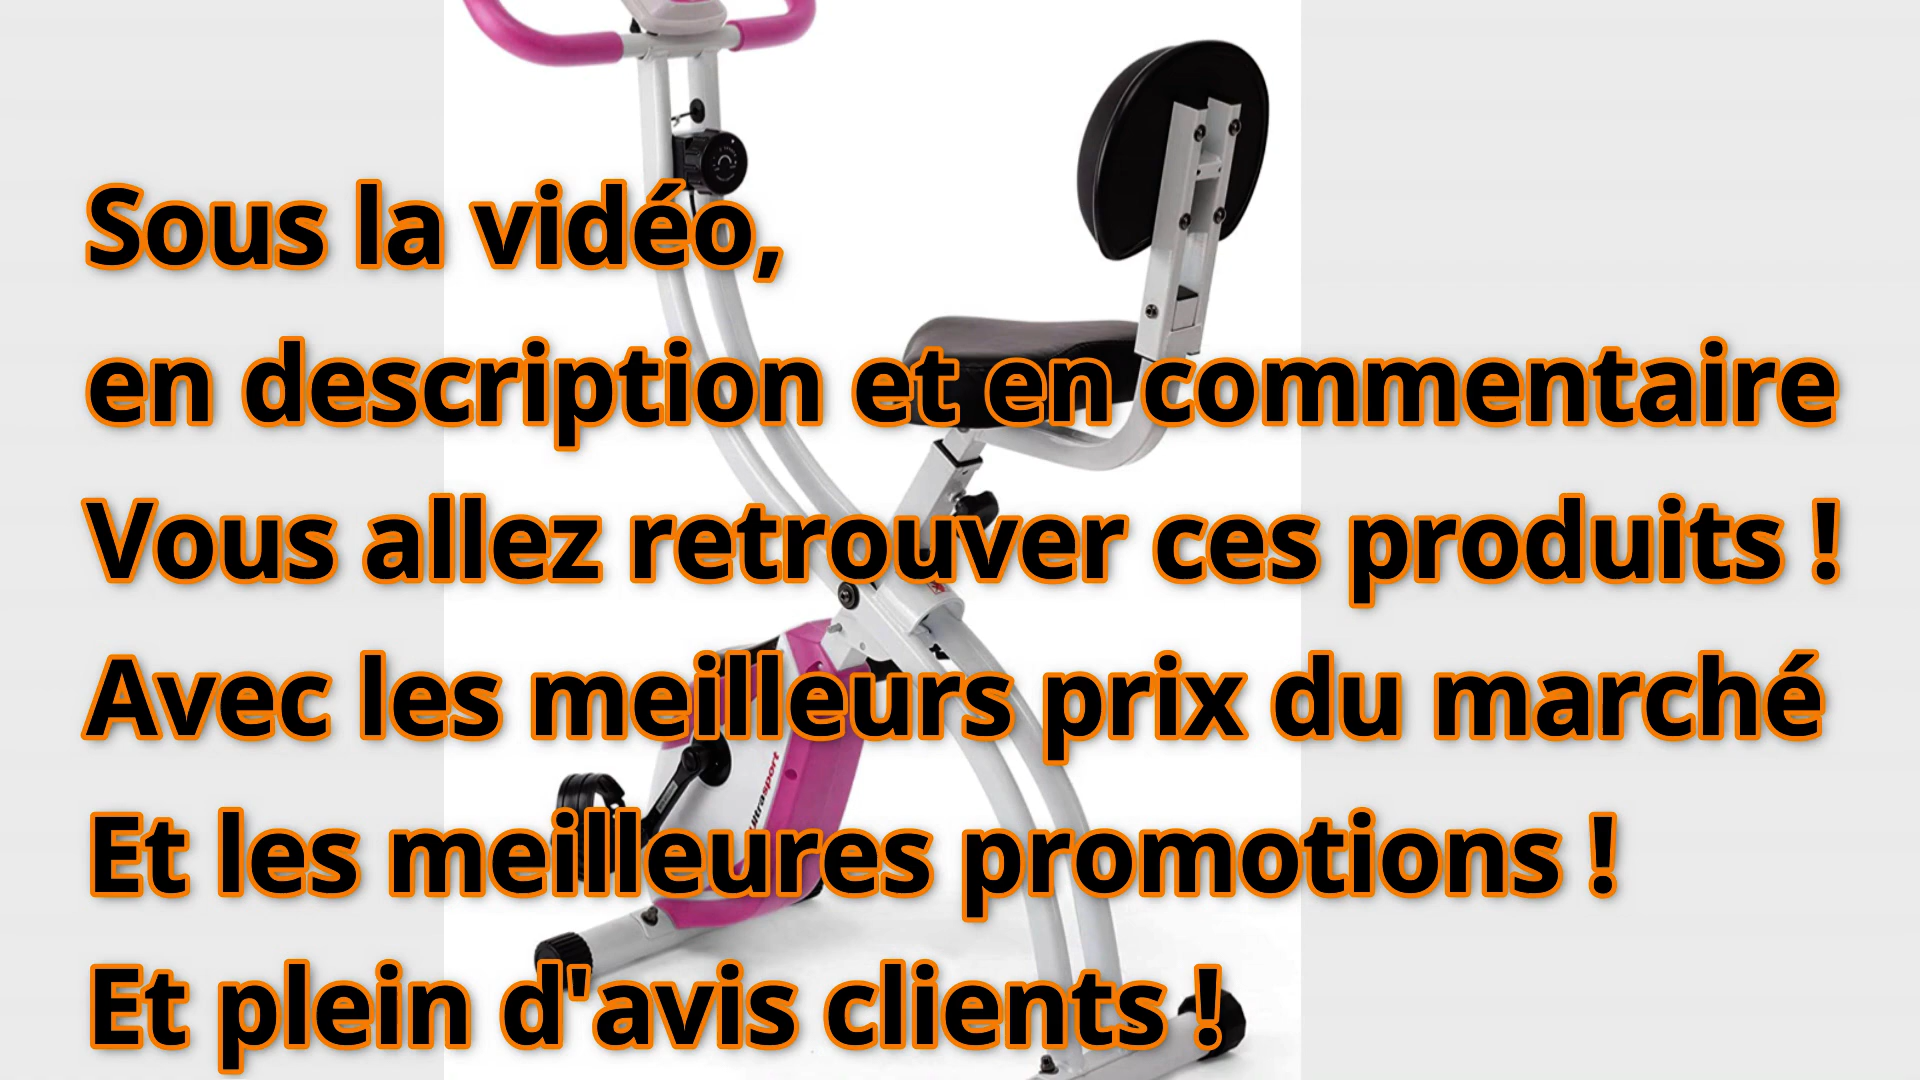 Sous la vidéo,
en description et en commentaire
Vous allez retrouver ces produits !
Avec les meilleurs prix du marché
Et les meilleures promotions !
Et plein d'avis clients !
ultrasport